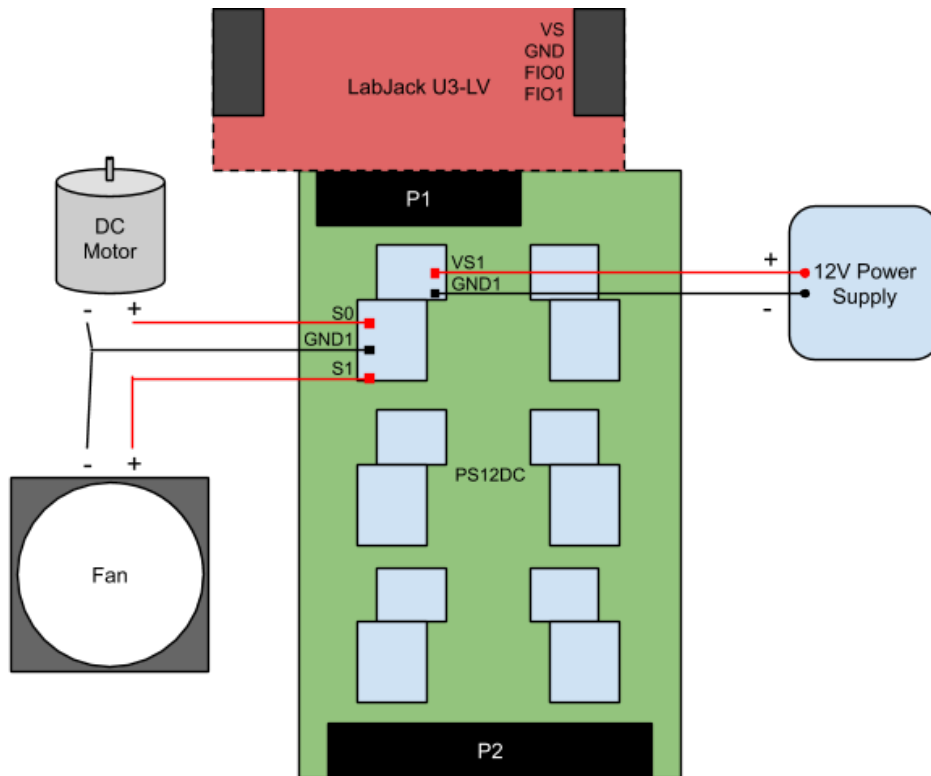 VS
GND
FIO0
FIO1
LabJack U3-LV
P1
DC
Motor
VS1
GND1
+
-
12V Power
Supply
- +
S0
GND1
S1
- +
PS12DC
Fan
P2